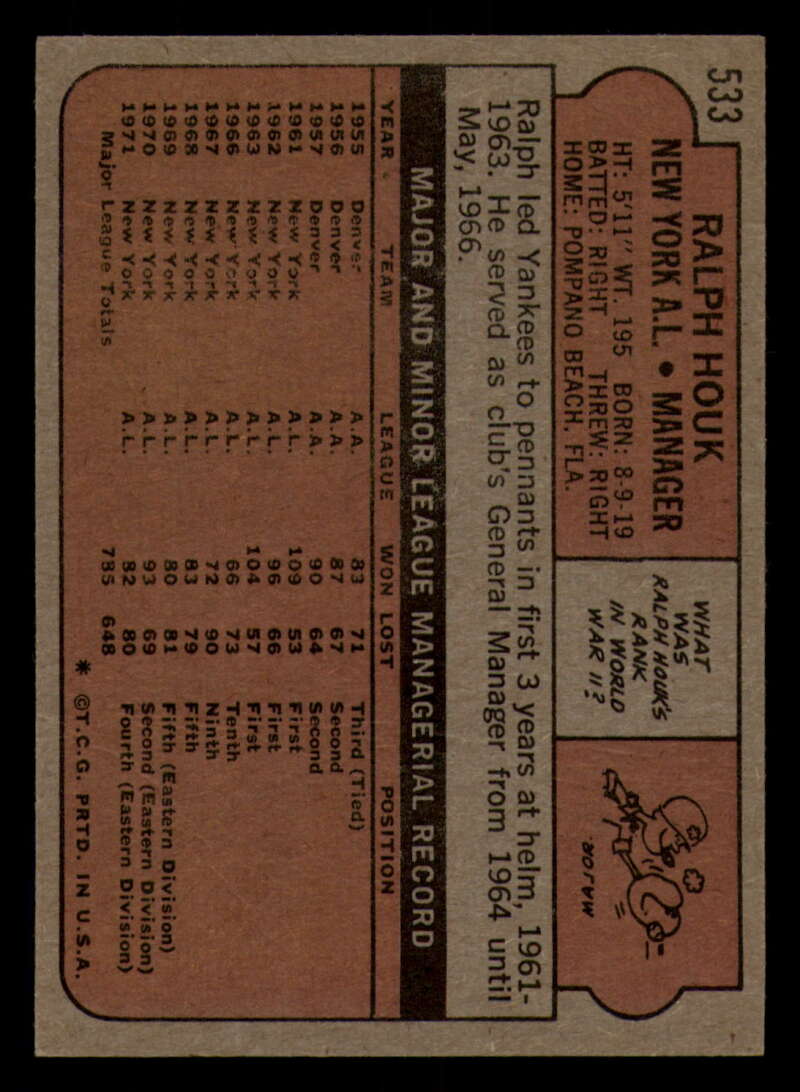 533
RALPH HOUK
NEW YORK A.L. • MANAGER
HT: 5'11" WT. 195 BORN: 8-9-19
BATTED: RIGHT THREW: RIGHT
HOME: POMPANO BEACH, FLA.
WHAT
WAS
RALPH HOUK'S
RANK
IN WORLD
WAR II?
MAJOR
Ralph led Yankees to pennants in first 3 years at helm, 1961-
1963. He served as club's General Manager from 1964 until
May, 1966.
MAJOR AND MINOR LEAGUE MANAGERIAL RECORD
YEAR TEAM LEAGUE WON LOST POSITION
1955 Denver A.A. 83 71 Third (Tied)
1956 Denver A.A. 87 67 Second
1957 Denver A.A. 90 64 Second
1961 New York A.L. 109 53 First
1962 New York A.L. 96 66 First
1963 New York A.L. 104 57 First
1966 New York A.L. 66 73 Tenth
1967 New York A.L. 72 90 Ninth
1968 New York A.L. 83 79 Fifth
1969 New York A.L. 80 81 Fifth (Eastern Division)
1970 New York A.L. 93 69 Second (Eastern Division)
1971 New York A.L. 82 80 Fourth (Eastern Division)
Major League Totals 785 648
* ©T.C.G. PRTD. IN U.S.A.